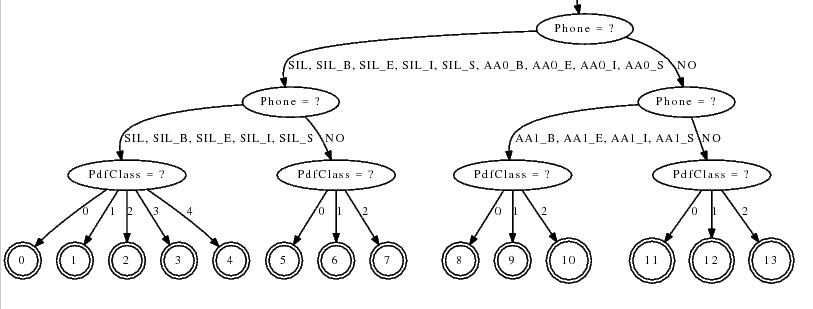 Phone = ?
SIL, SIL_B, SIL_E, SIL_I, SIL_S, AA0_B, AA0_E, AA0_I, AA0_S NO
Phone = ? Phone = ?
SIL, SIL_B, SIL_E, SIL_I, SIL_S NO AA1_B, AA1_E, AA1_I, AA1_S NO
PdfClass = ? PdfClass = ? PdfClass = ? PdfClass = ?
0 1 2 3 4 0 1 2 0 1 2 0 1 2
0 1 2 3 4 5 6 7 8 9 10 11 12 13